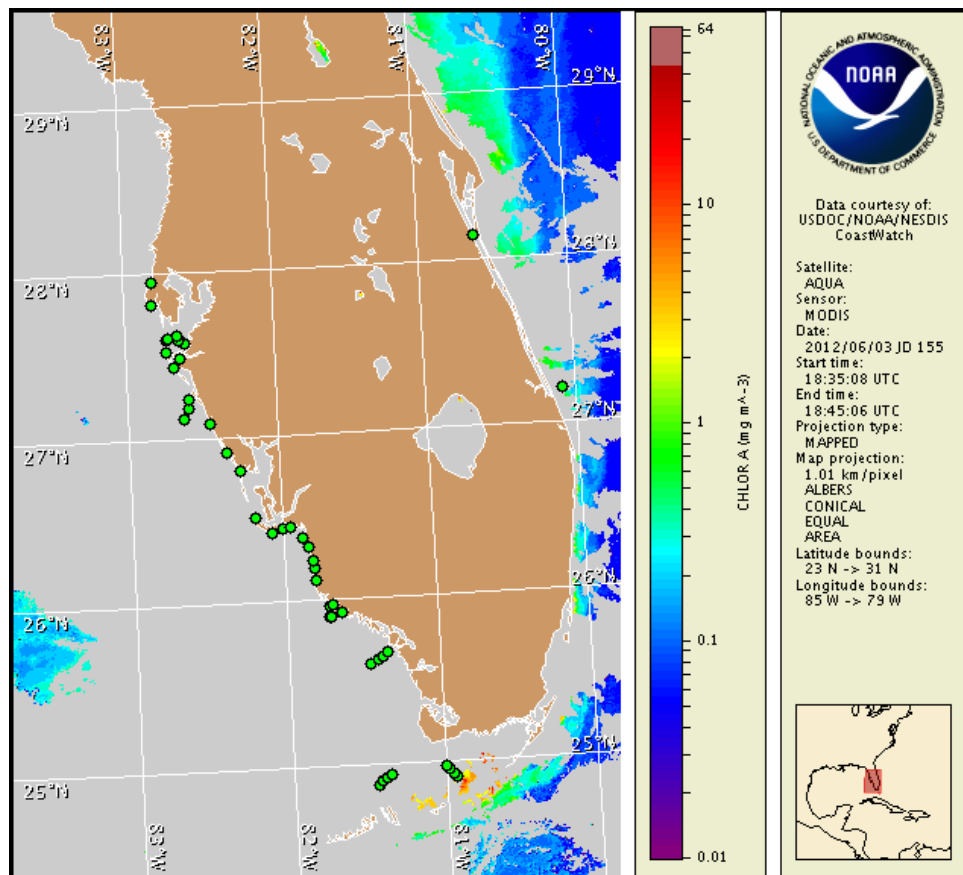 83°W
82°W
81°W
80°W
29°N
29°N
28°N
28°N
27°N
27°N
26°N
26°N
25°N
25°N
83°W
82°W
81°W
64
10
1
0.1
0.01
CHLOR A (mg m^-3)
NATIONAL OCEANIC AND ATMOSPHERIC ADMINISTRATION
NOAA
U.S. DEPARTMENT OF COMMERCE
Data courtesy of:
USDOC/NOAA/NESDIS
CoastWatch
Satellite:
AQUA
Sensor:
MODIS
Date:
2012/06/03 JD 155
Start time:
18:35:08 UTC
End time:
18:45:06 UTC
Projection type:
MAPPED
Map projection:
1.01 km/pixel
ALBERS
CONICAL
EQUAL
AREA
Latitude bounds:
23 N -> 31 N
Longitude bounds:
85 W -> 79 W